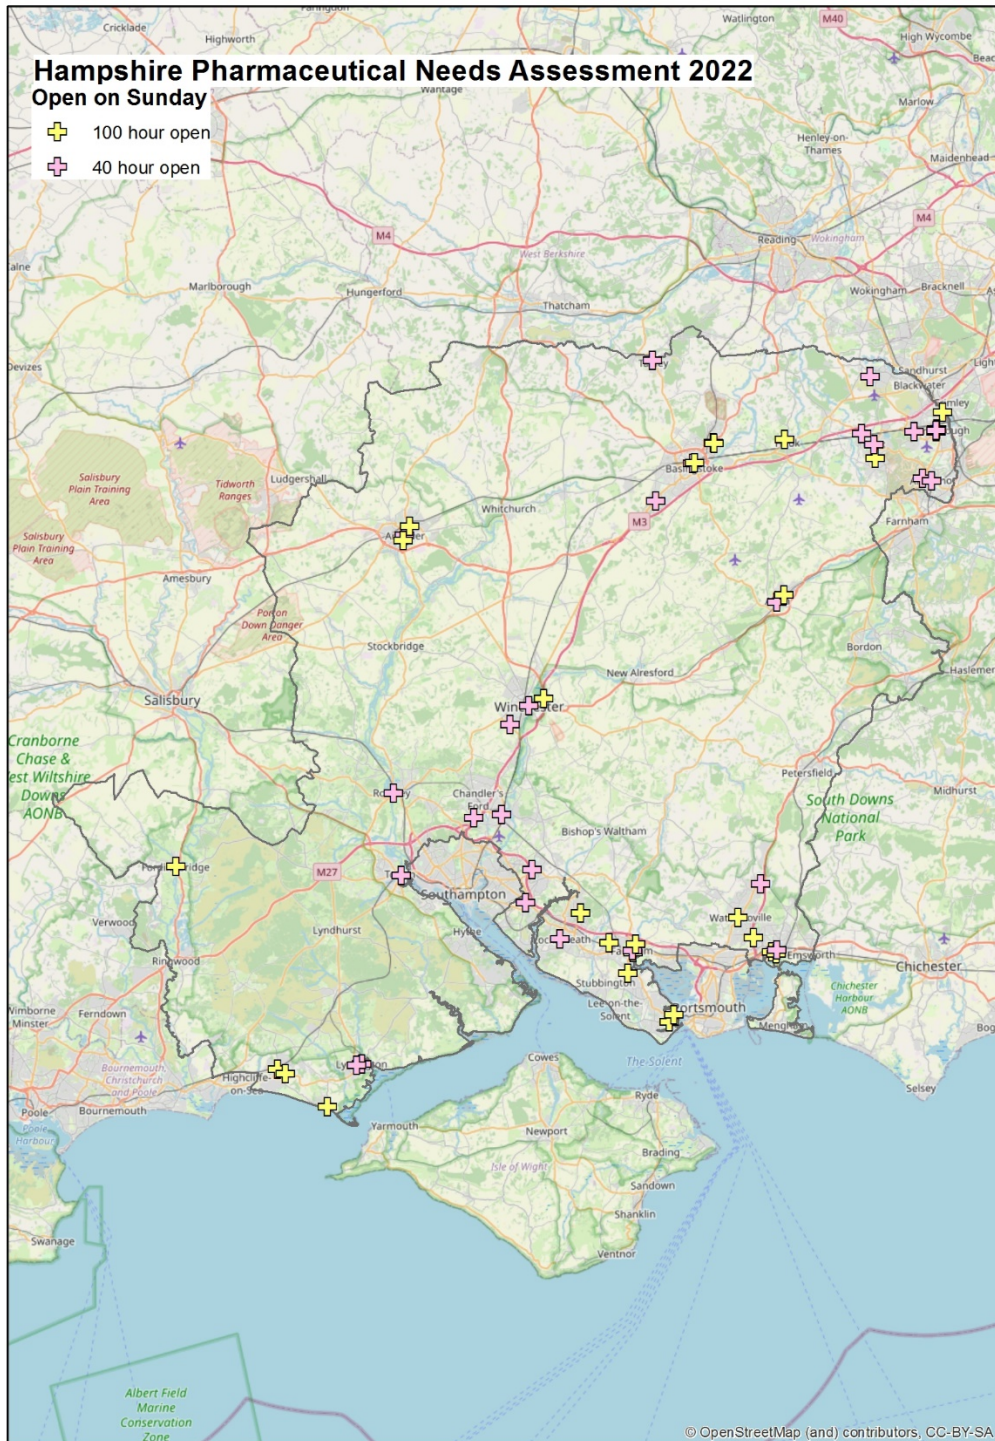 Cricklade
Faringdon
Watlington
M40
Highworth
High Wycombe
Hampshire Pharmaceutical Needs Assessment 2022
Open on Sunday
Wantage
Marlow
100 hour open
40 hour open
Henley-on-
Thames
Maidenhead
M4
M4
Reading
Wokingham
West Berkshire
Marlborough
Hungerford
Thatcham
Wokingham
Bracknell
Devizes
Sandhurst
Blackwater
Salisbury
Plain Training
Area
Tidworth
Ranges
Ludgershall
Whitchurch
M3
Farnham
Salisbury
Plain Training
Area
Amesbury
Porton
Down Danger
Area
Stockbridge
Bordon
New Alresford
Salisbury
Cranborne
Chase &
Downs
AONB
Petersfield
Midhurst
Chandler's
Ford
South Downs
National
Park
Bishop's Waltham
M27
Southampton
Verwood
Lyndhurst
Hythe
Emsworth
Chichester
Ringwood
Stubbington
Chichester
Harbour
AONB
Lee-on-the-
Solent
Ferndown
Bournemouth,
Christchurch
and Poole
Highcliffe-
on-Sea
The-Solent
Cowes
Selsey
Poole
Bournemouth
Poole
Harbour
Ryde
Yarmouth
Newport
Brading
Isle of Wight
Sandown
Shanklin
Swanage
Ventnor
Albert Field
Marine
Conservation
Zone
© OpenStreetMap (and) contributors, CC-BY-SA